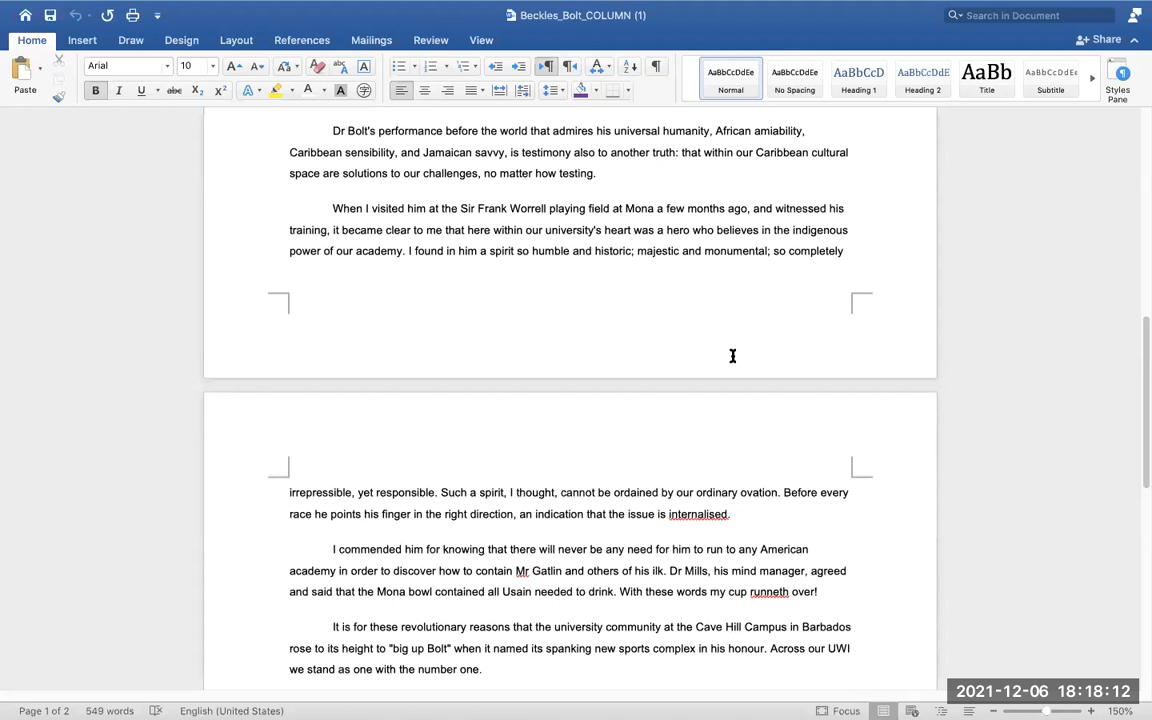 Beckles_Bolt_COLUMN (1)
Search in Document
Home Insert Draw Design Layout References Mailings Review View Share
Paste
Arial 10
AaBbCcDdEe AaBbCcDdEe AaBbCcD AaBbCcDdE AaBb AaBbCcDdEe
Normal No Spacing Heading 1 Heading 2 Title Subtitle
Styles
Pane
Dr Bolt's performance before the world that admires his universal humanity, African amiability,
Caribbean sensibility, and Jamaican savvy, is testimony also to another truth: that within our Caribbean cultural
space are solutions to our challenges, no matter how testing.
When I visited him at the Sir Frank Worrell playing field at Mona a few months ago, and witnessed his
training, it became clear to me that here within our university's heart was a hero who believes in the indigenous
power of our academy. I found in him a spirit so humble and historic; majestic and monumental; so completely
irrepressible, yet responsible. Such a spirit, I thought, cannot be ordained by our ordinary ovation. Before every
race he points his finger in the right direction, an indication that the issue is internalised.
I commended him for knowing that there will never be any need for him to run to any American
academy in order to discover how to contain Mr Gatlin and others of his ilk. Dr Mills, his mind manager, agreed
and said that the Mona bowl contained all Usain needed to drink. With these words my cup runneth over!
It is for these revolutionary reasons that the university community at the Cave Hill Campus in Barbados
rose to its height to "big up Bolt" when it named its spanking new sports complex in his honour. Across our UWI
we stand as one with the number one.
2021-12-06 18:18:12
Page 1 of 2 549 words English (United States) Focus 150%